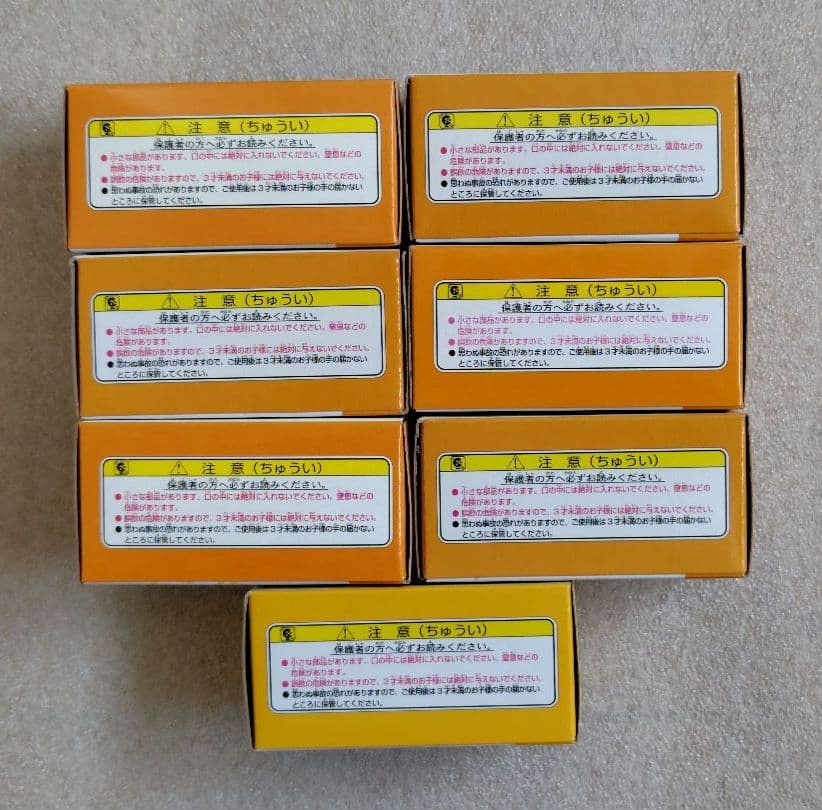 ⚠ 注 意 (ちゅうい)
保護者の方へ必ずお読みください。
●小さな部品があります。口の中には絶対に入れないでください。窒息などの
危険があります。
●誤飲の危険がありますので、3才未満のお子様には絶対に与えないでください。
●思わぬ事故の恐れがありますので、ご使用後は3才未満のお子様の手の届かない
ところに保管してください。
⚠ 注 意 (ちゅうい)
保護者の方へ必ずお読みください。
●小さな部品があります。口の中には絶対に入れないでください。窒息などの
危険があります。
●誤飲の危険がありますので、3才未満のお子様には絶対に与えないでください。
●思わぬ事故の恐れがありますので、ご使用後は3才未満のお子様の手の届かない
ところに保管してください。
⚠ 注 意 (ちゅうい)
保護者の方へ必ずお読みください。
●小さな部品があります。口の中には絶対に入れないでください。窒息などの
危険があります。
●誤飲の危険がありますので、3才未満のお子様には絶対に与えないでください。
●思わぬ事故の恐れがありますので、ご使用後は3才未満のお子様の手の届かない
ところに保管してください。
⚠ 注 意 (ちゅうい)
保護者の方へ必ずお読みください。
●小さな部品があります。口の中には絶対に入れないでください。窒息などの
危険があります。
●誤飲の危険がありますので、3才未満のお子様には絶対に与えないでください。
●思わぬ事故の恐れがありますので、ご使用後は3才未満のお子様の手の届かない
ところに保管してください。
⚠ 注 意 (ちゅうい)
保護者の方へ必ずお読みください。
●小さな部品があります。口の中には絶対に入れないでください。窒息などの
危険があります。
●誤飲の危険がありますので、3才未満のお子様には絶対に与えないでください。
●思わぬ事故の恐れがありますので、ご使用後は3才未満のお子様の手の届かない
ところに保管してください。
⚠ 注 意 (ちゅうい)
保護者の方へ必ずお読みください。
●小さな部品があります。口の中には絶対に入れないでください。窒息などの
危険があります。
●誤飲の危険がありますので、3才未満のお子様には絶対に与えないでください。
●思わぬ事故の恐れがありますので、ご使用後は3才未満のお子様の手の届かない
ところに保管してください。
⚠ 注 意 (ちゅうい)
保護者の方へ必ずお読みください。
●小さな部品があります。口の中には絶対に入れないでください。窒息などの
危険があります。
●誤飲の危険がありますので、3才未満のお子様には絶対に与えないでください。
●思わぬ事故の恐れがありますので、ご使用後は3才未満のお子様の手の届かない
ところに保管してください。